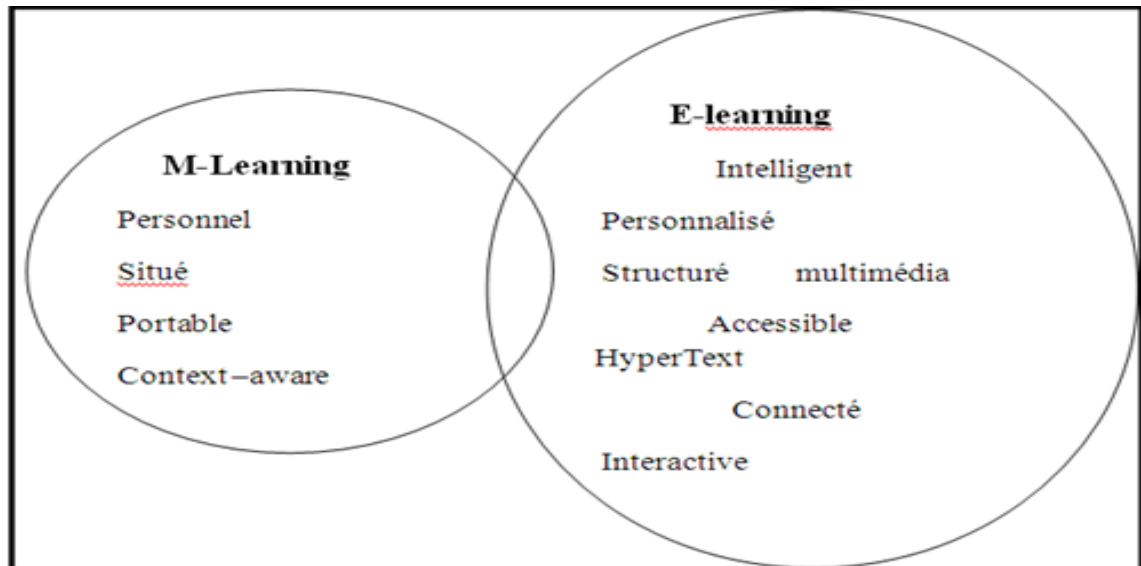 M-Learning
Personnel
Situé
Portable
Context-aware
E-learning
Intelligent
Personnalisé
Structuré multimédia
Accessible
HyperText
Connecté
Interactive